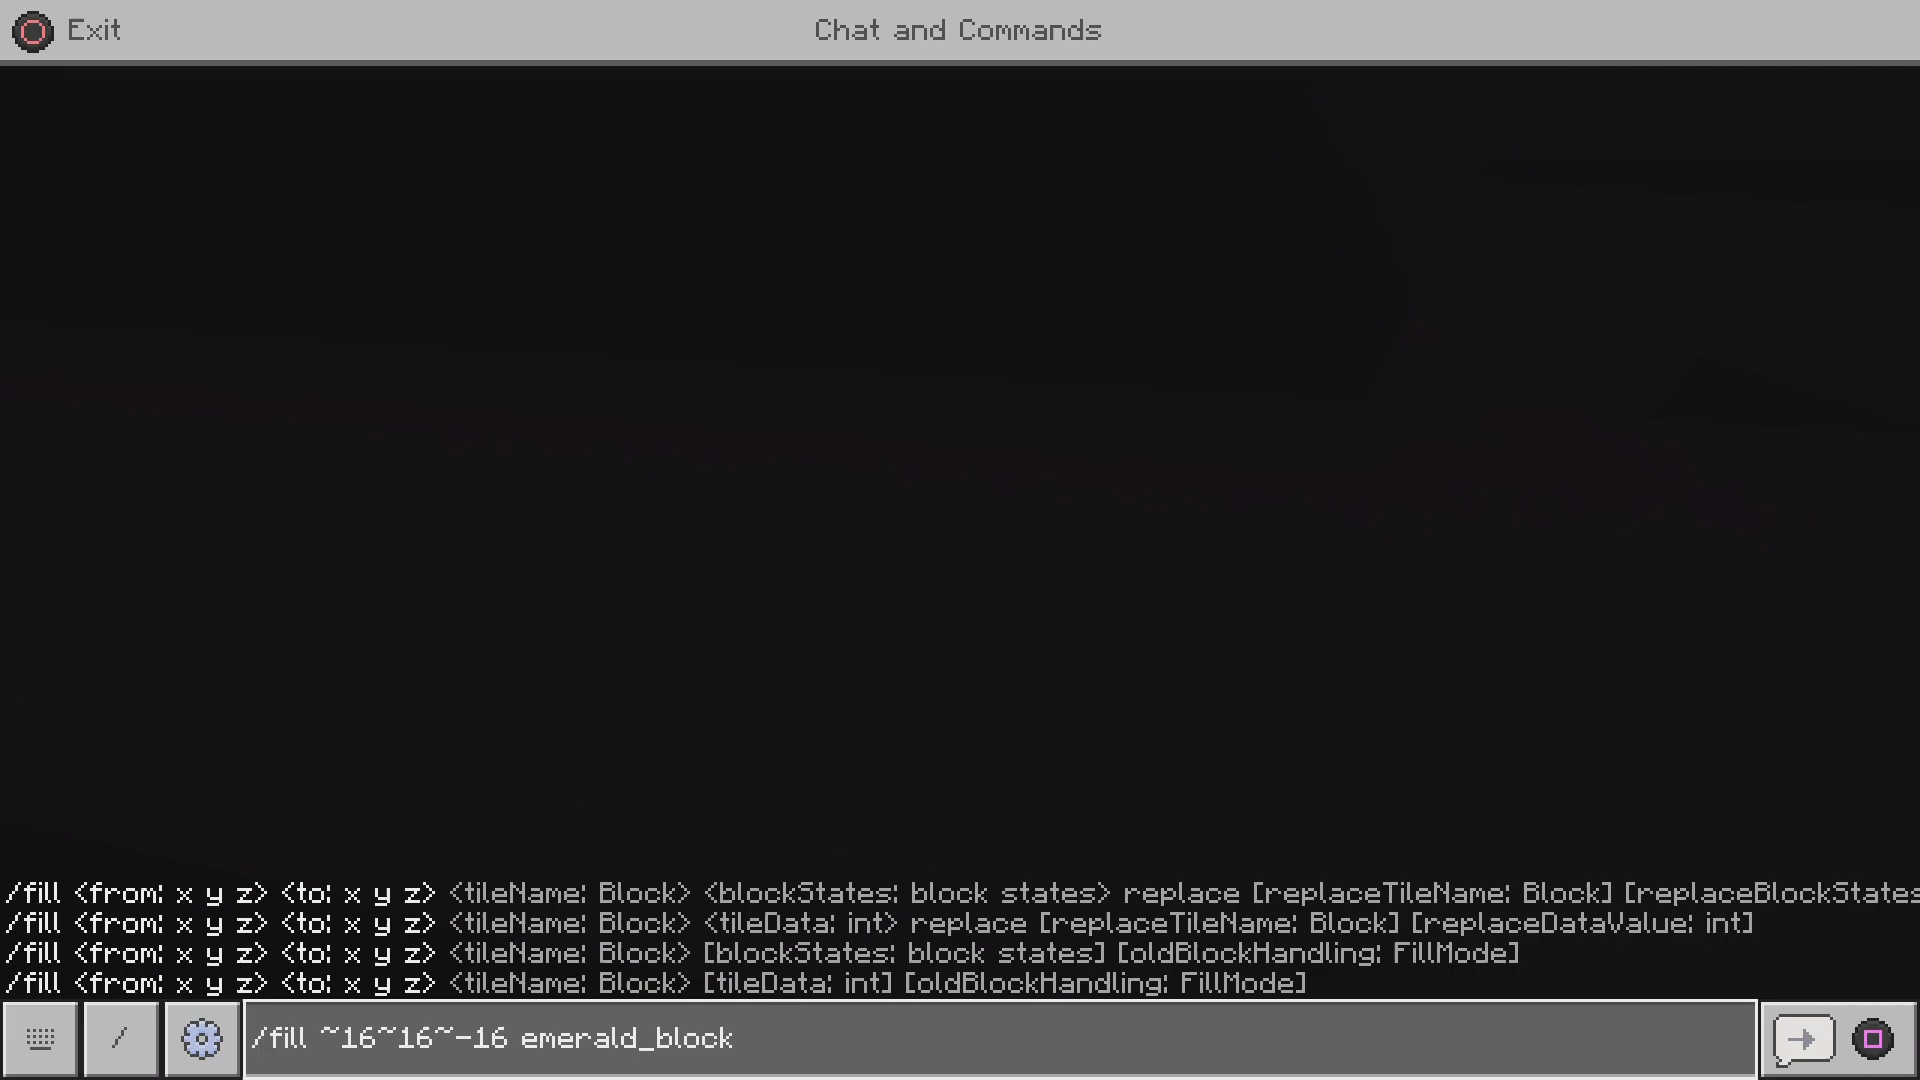 Exit
Chat and Commands
/fill <from: x y z> <to: x y z> <tileName: Block> <blockStates: block states> replace [replaceTileName: Block] [replaceBlockStates
/fill <from: x y z> <to: x y z> <tileName: Block> <tileData: int> replace [replaceTileName: Block] [replaceDataValue: int]
/fill <from: x y z> <to: x y z> <tileName: Block> [blockStates: block states] [oldBlockHandling: FillMode]
/fill <from: x y z> <to: x y z> <tileName: Block> [tileData: int] [oldBlockHandling: FillMode]
/
/fill ~16~16~-16 emerald_block